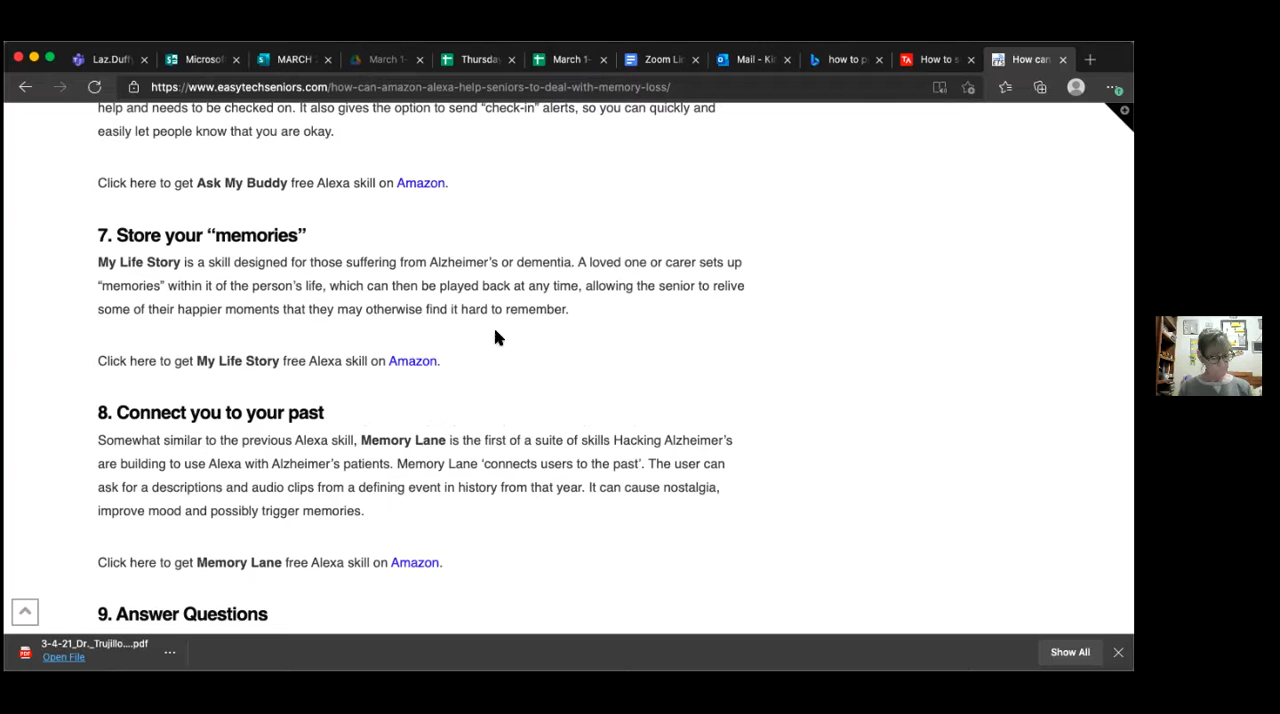 Laz.Duff
Microsof
MARCH
March 1-
Thursda
March 1-
Zoom Li
Mail - Ki
how to p
How to s
How can
https://www.easytechseniors.com/how-can-amazon-alexa-help-seniors-to-deal-with-memory-loss/
help and needs to be checked on. It also gives the option to send “check-in” alerts, so you can quickly and
easily let people know that you are okay.
Click here to get Ask My Buddy free Alexa skill on Amazon.
7. Store your “memories”
My Life Story is a skill designed for those suffering from Alzheimer’s or dementia. A loved one or carer sets up
“memories” within it of the person’s life, which can then be played back at any time, allowing the senior to relive
some of their happier moments that they may otherwise find it hard to remember.
Click here to get My Life Story free Alexa skill on Amazon.
8. Connect you to your past
Somewhat similar to the previous Alexa skill, Memory Lane is the first of a suite of skills Hacking Alzheimer’s
are building to use Alexa with Alzheimer’s patients. Memory Lane ‘connects users to the past’. The user can
ask for a descriptions and audio clips from a defining event in history from that year. It can cause nostalgia,
improve mood and possibly trigger memories.
Click here to get Memory Lane free Alexa skill on Amazon.
9. Answer Questions
3-4-21_Dr._Trujillo....pdf
Open File
Show All